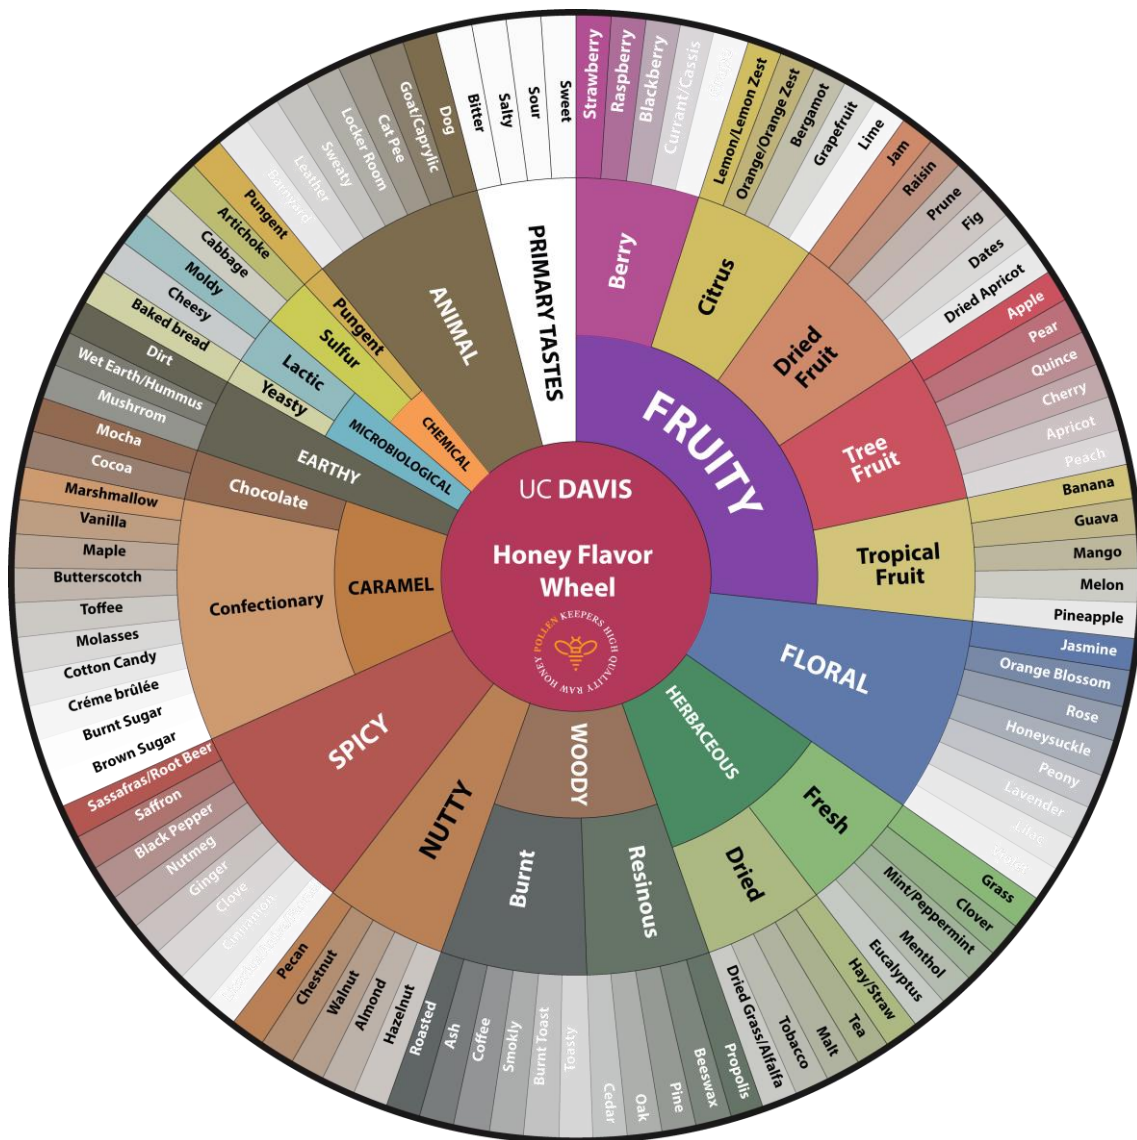 UC DAVIS
Honey Flavor
Wheel
POLLEN KEEPERS HIGH QUALITY RAW HONEY
FRUITY
Berry
Strawberry
Raspberry
Blackberry
Currant/Cassis
Citrus
Lemon/Lemon Zest
Orange/Orange Zest
Bergamot
Grapefruit
Lime
Dried
Fruit
Jam
Raisin
Prune
Fig
Dates
Dried Apricot
Tree
Fruit
Apple
Pear
Quince
Cherry
Apricot
Peach
Tropical
Fruit
Banana
Guava
Mango
Melon
Pineapple
FLORAL
Jasmine
Orange Blossom
Rose
Honeysuckle
Peony
Lavender
Lilac
Violet
HERBACEOUS
Fresh
Grass
Clover
Mint/Peppermint
Menthol
Eucalyptus
Dried
Hay/Straw
Tea
Malt
Tobacco
Dried Grass/Alfalfa
WOODY
Resinous
Propolis
Beeswax
Pine
Oak
Cedar
Burnt
Toasty
Burnt Toast
Smokly
Coffee
Ash
Roasted
NUTTY
Hazelnut
Almond
Walnut
Chestnut
Pecan
SPICY
Cinnamon
Clove
Ginger
Nutmeg
Black Pepper
Saffron
Sassafras/Root Beer
CARAMEL
Confectionary
Brown Sugar
Burnt Sugar
Créme brûlée
Cotton Candy
Molasses
Toffee
Butterscotch
Maple
Vanilla
Marshmallow
Chocolate
Cocoa
Mocha
EARTHY
Mushrrom
Wet Earth/Hummus
Dirt
MICROBIOLOGICAL
Yeasty
Baked bread
Lactic
Cheesy
Moldy
CHEMICAL
Sulfur
Cabbage
Artichoke
Pungent
Pungent
ANIMAL
Barnyard
Leather
Sweaty
Locker Room
Cat Pee
Goat/Caprylic
Dog
PRIMARY TASTES
Bitter
Salty
Sour
Sweet